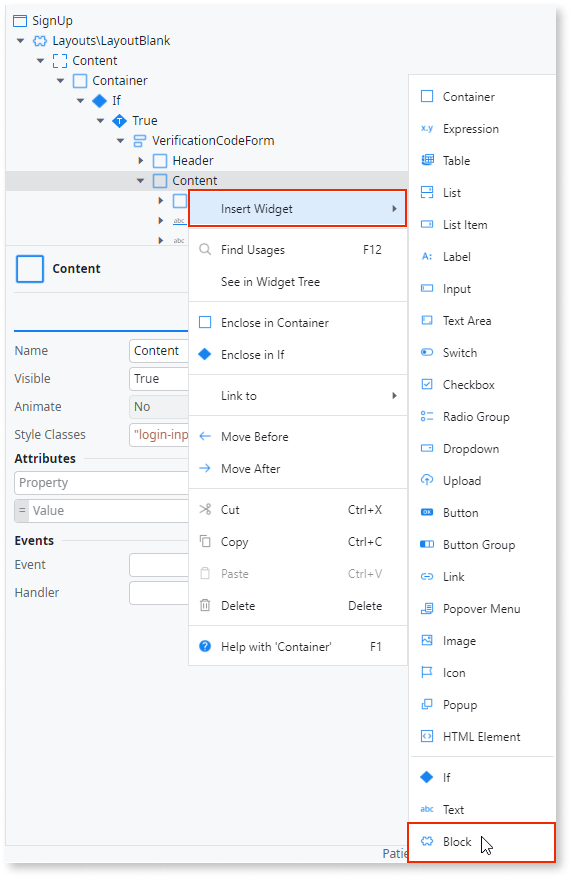 SignUp
Layouts\LayoutBlank
Content
Container
If
T
True
VerificationCodeForm
Header
Content
abc
abc
Content
Name
Content
Visible
True
Animate
No
Style Classes
"login-inp
Attributes
Property
=
Value
Events
Event
Handler
Insert Widget
Find Usages F12
See in Widget Tree
Enclose in Container
Enclose in If
Link to
Move Before
Move After
Cut Ctrl+X
Copy Ctrl+C
Paste Ctrl+V
Delete Delete
? Help with 'Container' F1
Container
x.y Expression
Table
List
List Item
A: Label
Input
Text Area
Switch
Checkbox
Radio Group
Dropdown
Upload
OK Button
Button Group
Link
Popover Menu
Image
Icon
Popup
HTML Element
If
abc Text
Block
Patie